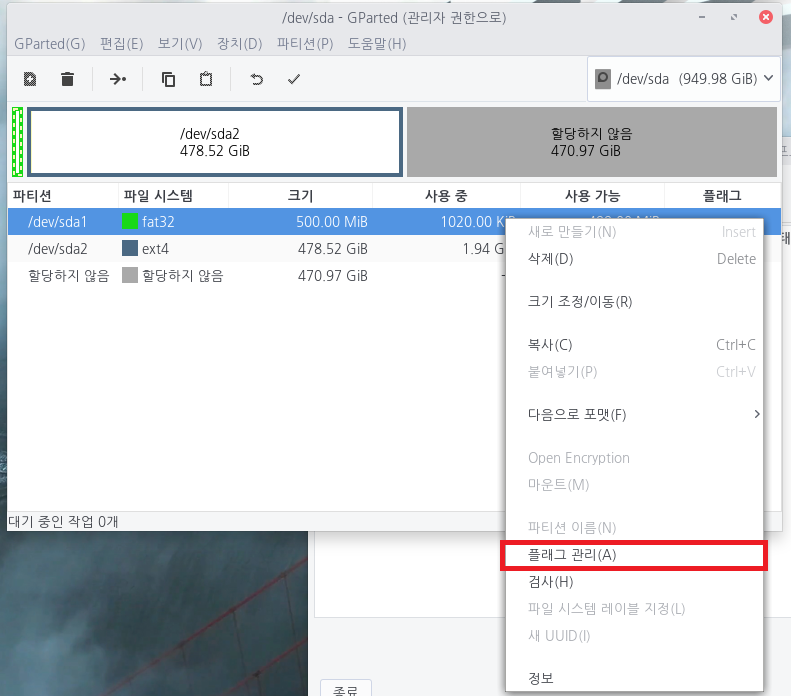 /dev/sda - GParted (관리자 권한으로)
GParted(G) 편집(E) 보기(V) 장치(D) 파티션(P) 도움말(H)
/dev/sda (949.98 GiB)
/dev/sda2
478.52 GiB
할당하지 않음
470.97 GiB
파티션 파일 시스템 크기 사용 중 사용 가능 플래그
/dev/sda1 fat32 500.00 MiB 1020.00
/dev/sda2 ext4 478.52 GiB 1.94
할당하지 않음 할당하지 않음 470.97 GiB
새로 만들기(N) Insert
삭제(D) Delete
크기 조정/이동(R)
복사(C) Ctrl+C
붙여넣기(P) Ctrl+V
다음으로 포맷(F)
Open Encryption
마운트(M)
파티션 이름(N)
플래그 관리(A)
검사(H)
파일 시스템 레이블 지정(L)
새 UUID(I)
정보
대기 중인 작업 0개
종료